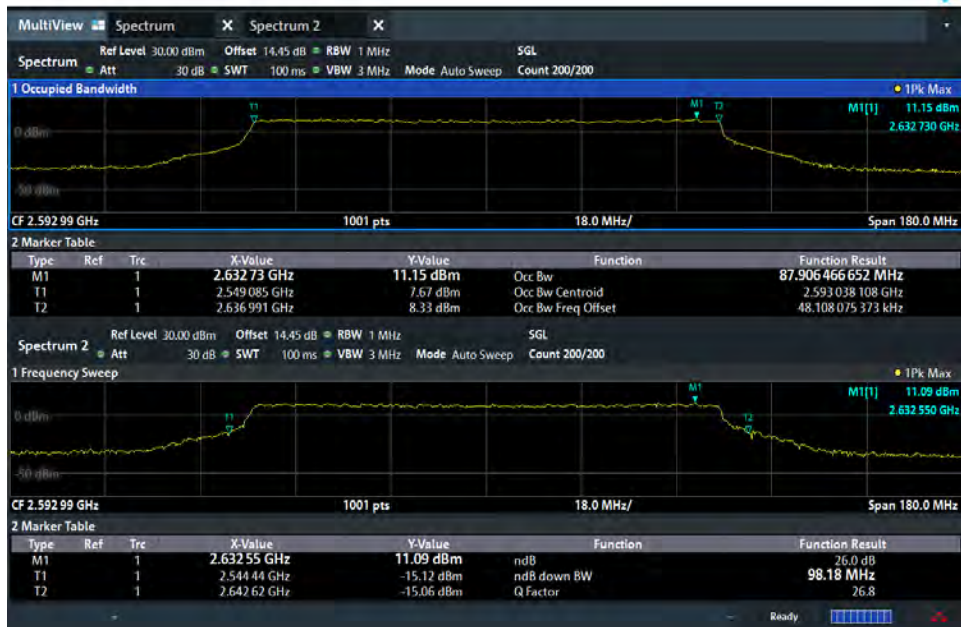 MultiView Spectrum X Spectrum 2 X
Spectrum Ref Level 30.00 dBm Offset 14.45 dB RBW 1 MHz SGL
Att 30 dB SWT 100 ms VBW 3 MHz Mode Auto Sweep Count 200/200
1 Occupied Bandwidth 1Pk Max
T1 M1 T2 M1[1] 11.15 dBm
0 dBm 2.632 730 GHz
-50 dBm
CF 2.592 99 GHz 1001 pts 18.0 MHz/ Span 180.0 MHz
2 Marker Table
Type Ref Trc X-Value Y-Value Function Function Result
M1 1 2.632 73 GHz 11.15 dBm Occ Bw 87.906 466 652 MHz
T1 1 2.549 085 GHz 7.67 dBm Occ Bw Centroid 2.593 038 108 GHz
T2 1 2.636 991 GHz 8.33 dBm Occ Bw Freq Offset 48.108 075 373 kHz
Spectrum 2 Ref Level 30.00 dBm Offset 14.45 dB RBW 1 MHz SGL
Att 30 dB SWT 100 ms VBW 3 MHz Mode Auto Sweep Count 200/200
1 Frequency Sweep 1Pk Max
M1 M1[1] 11.09 dBm
0 dBm T1 T2 2.632 550 GHz
-50 dBm
CF 2.592 99 GHz 1001 pts 18.0 MHz/ Span 180.0 MHz
2 Marker Table
Type Ref Trc X-Value Y-Value Function Function Result
M1 1 2.632 55 GHz 11.09 dBm ndB 26.0 dB
T1 1 2.544 44 GHz -15.12 dBm ndB down BW 98.18 MHz
T2 1 2.642 62 GHz -15.06 dBm Q Factor 26.8
Ready